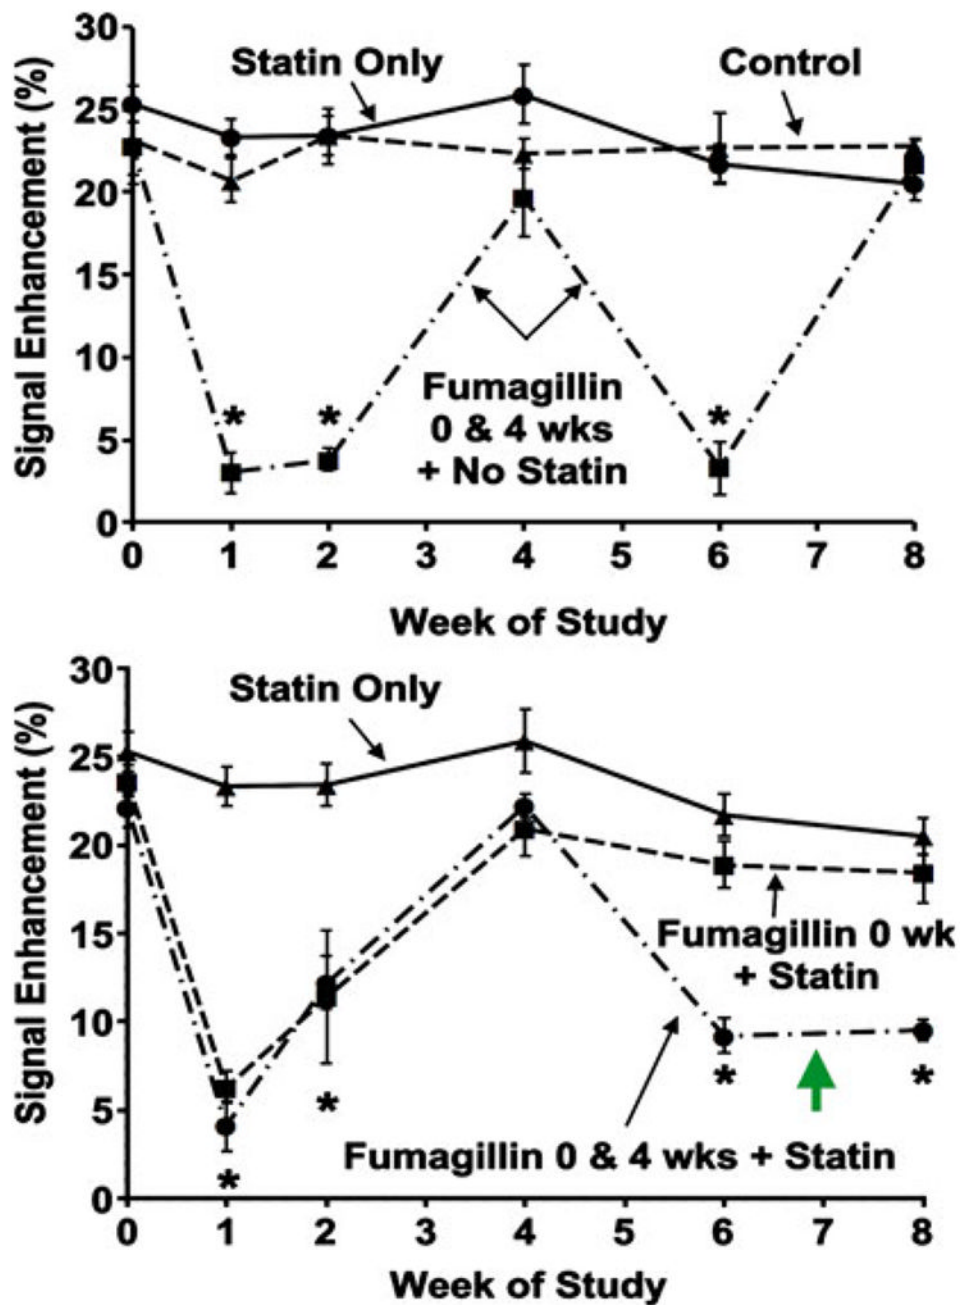 30
25
20
15
10
5
0
Signal Enhancement (%)
Statin Only
Control
Fumagillin
0 & 4 wks
+ No Statin
*
*
*
0 1 2 3 4 5 6 7 8
Week of Study
30
25
20
15
10
5
0
Signal Enhancement (%)
Statin Only
Fumagillin 0 wk
+ Statin
Fumagillin 0 & 4 wks + Statin
*
*
*
*
0 1 2 3 4 5 6 7 8
Week of Study